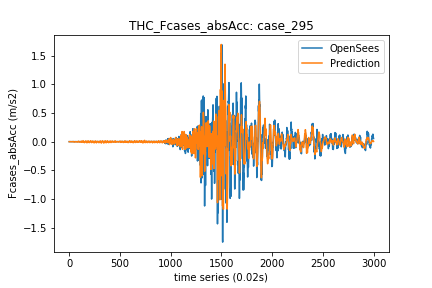 THC_Fcases_absAcc: case_295
OpenSees
Prediction
Fcases_absAcc (m/s2)
1.5
1.0
0.5
0.0
−0.5
−1.0
−1.5
0 500 1000 1500 2000 2500 3000
time series (0.02s)